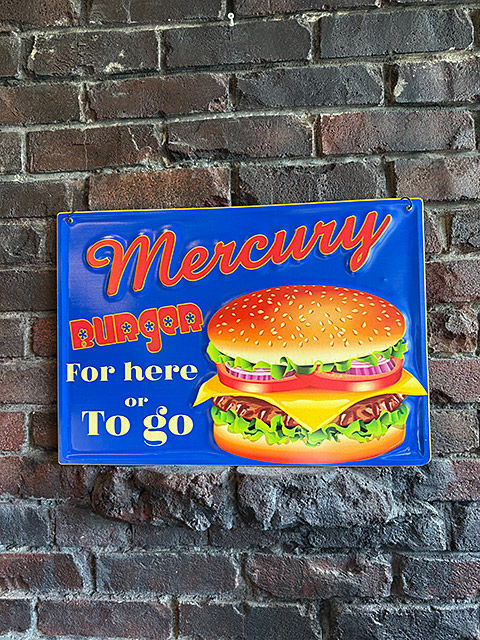 Mercury
BURGER
For here
or
To go